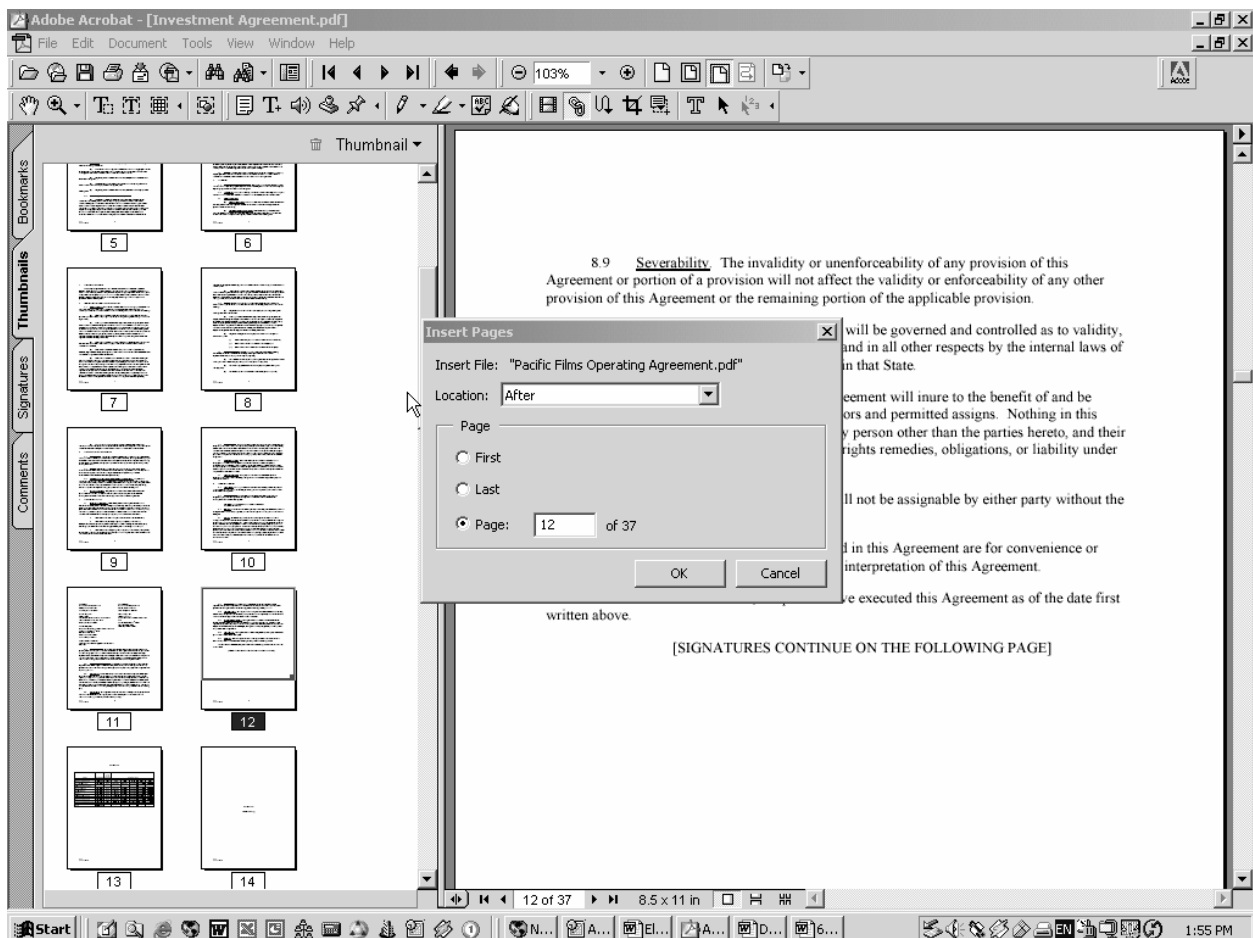 Adobe Acrobat - [Investment Agreement.pdf]
File Edit Document Tools View Window Help
103%
Adobe
Thumbnail
Bookmarks
Thumbnails
Signatures
Comments
5
6
7
8
9
10
11
12
13
14
8.9 Severability. The invalidity or unenforceability of any provision of this
Agreement or portion of a provision will not affect the validity or enforceability of any other
provision of this Agreement or the remaining portion of the applicable provision.
will be governed and controlled as to validity,
and in all other respects by the internal laws of
in that State.
eement will inure to the benefit of and be
ors and permitted assigns. Nothing in this
y person other than the parties hereto, and their
rights remedies, obligations, or liability under
ll not be assignable by either party without the
d in this Agreement are for convenience or
interpretation of this Agreement.
ve executed this Agreement as of the date first
written above.
[SIGNATURES CONTINUE ON THE FOLLOWING PAGE]
Insert Pages
Insert File: "Pacific Films Operating Agreement.pdf"
Location: After
Page
First
Last
Page: 12 of 37
OK Cancel
12 of 37 8.5 x 11 in
Start N... A... El... A... D... 6... EN 1:55 PM